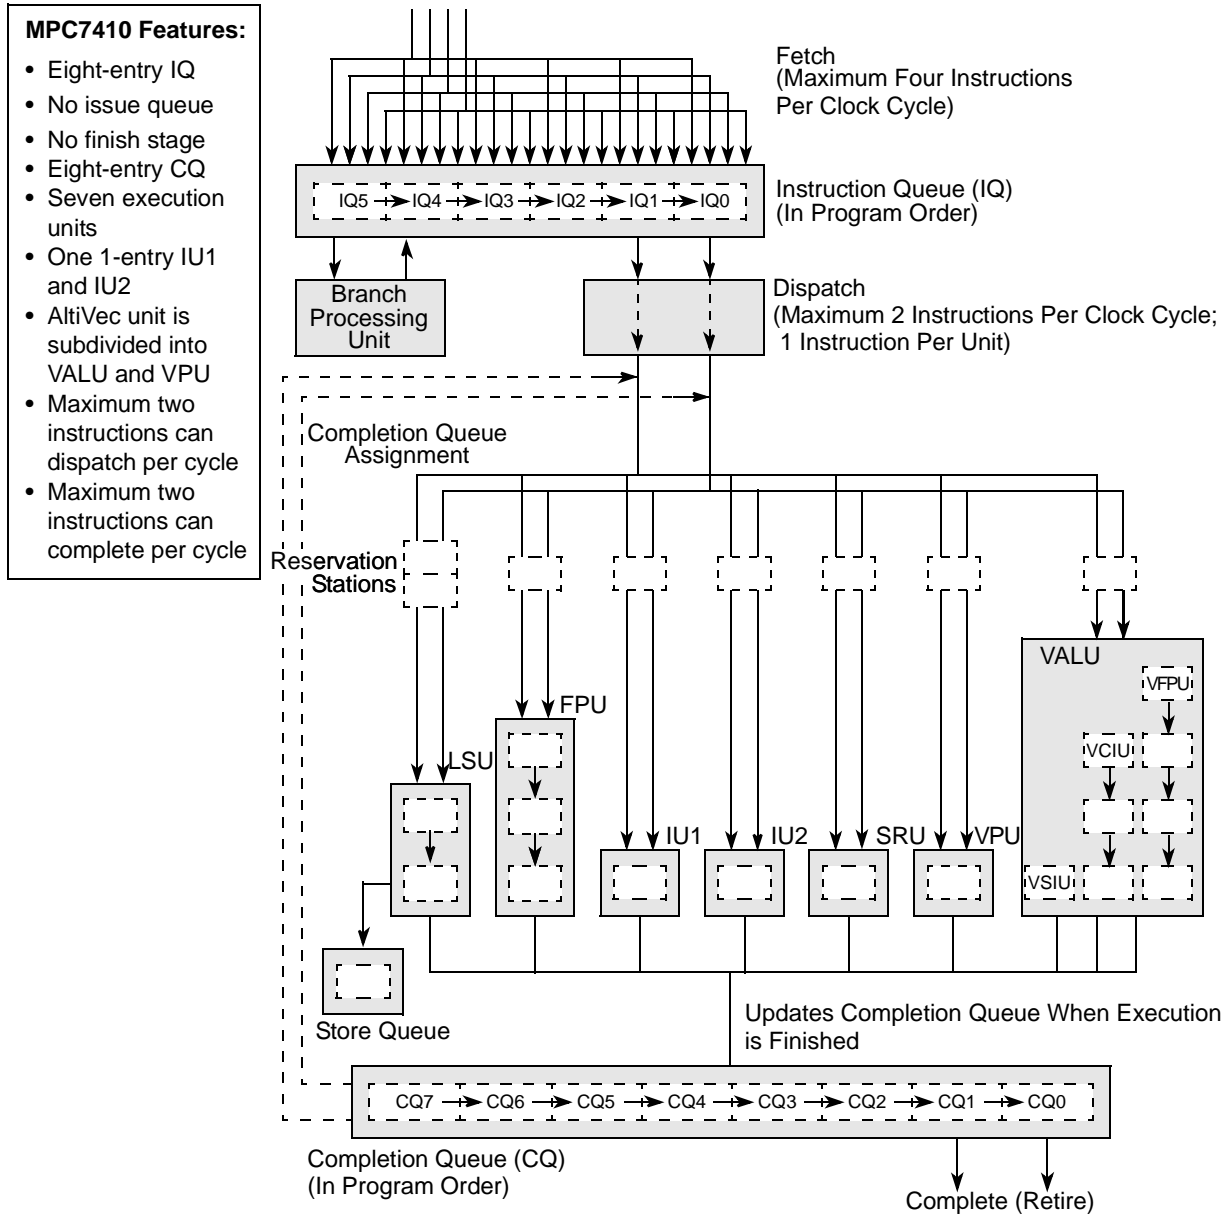 MPC7410 Features:
• Eight-entry IQ
• No issue queue
• No finish stage
• Eight-entry CQ
• Seven execution
units
• One 1-entry IU1
and IU2
• AltiVec unit is
subdivided into
VALU and VPU
• Maximum two
instructions can
dispatch per cycle
• Maximum two
instructions can
complete per cycle
Fetch
(Maximum Four Instructions
Per Clock Cycle)
IQ5 IQ4 IQ3 IQ2 IQ1 IQ0
Instruction Queue (IQ)
(In Program Order)
Branch
Processing
Unit
Dispatch
(Maximum 2 Instructions Per Clock Cycle;
1 Instruction Per Unit)
Completion Queue
Assignment
Reservation
Stations
VALU
VFPU
FPU
VCIU
LSU
IU1
IU2
SRU
VPU
VSIU
Store Queue
Updates Completion Queue When Execution
is Finished
CQ7 CQ6 CQ5 CQ4 CQ3 CQ2 CQ1 CQ0
Completion Queue (CQ)
(In Program Order)
Complete (Retire)